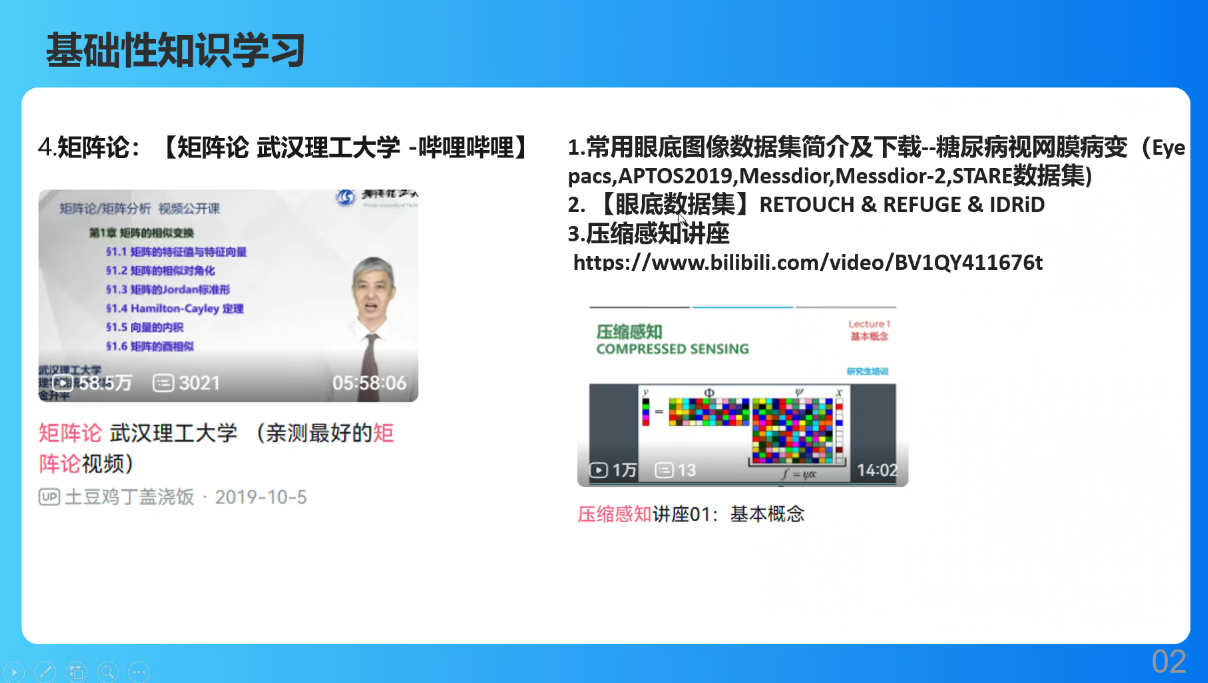 基础性知识学习
4.矩阵论：【矩阵论 武汉理工大学 -哔哩哔哩】
矩阵论/矩阵分析 视频公开课
第1章 矩阵的相似变换
§1.1 矩阵的特征值与特征向量
§1.2 矩阵的相似对角化
§1.3 矩阵的Jordan标准形
§1.4 Hamilton-Cayley 定理
§1.5 向量的内积
§1.6 矩阵的酉相似
武汉理工大学
58.5万 3021 05:58:06
矩阵论 武汉理工大学 （亲测最好的矩
阵论视频）
UP 土豆鸡丁盖浇饭 · 2019-10-5
1.常用眼底图像数据集简介及下载--糖尿病视网膜病变（Eye
pacs,APTOS2019,Messdior,Messdior-2,STARE数据集)
2. 【眼底数据集】RETOUCH & REFUGE & IDRiD
3.压缩感知讲座
https://www.bilibili.com/video/BV1QY411676t
压缩感知
COMPRESSED SENSING
Lecture 1
基本概念
研究生培训
y = Φ ψ x
f = ψx
1万 13 14:02
压缩感知讲座01：基本概念
02